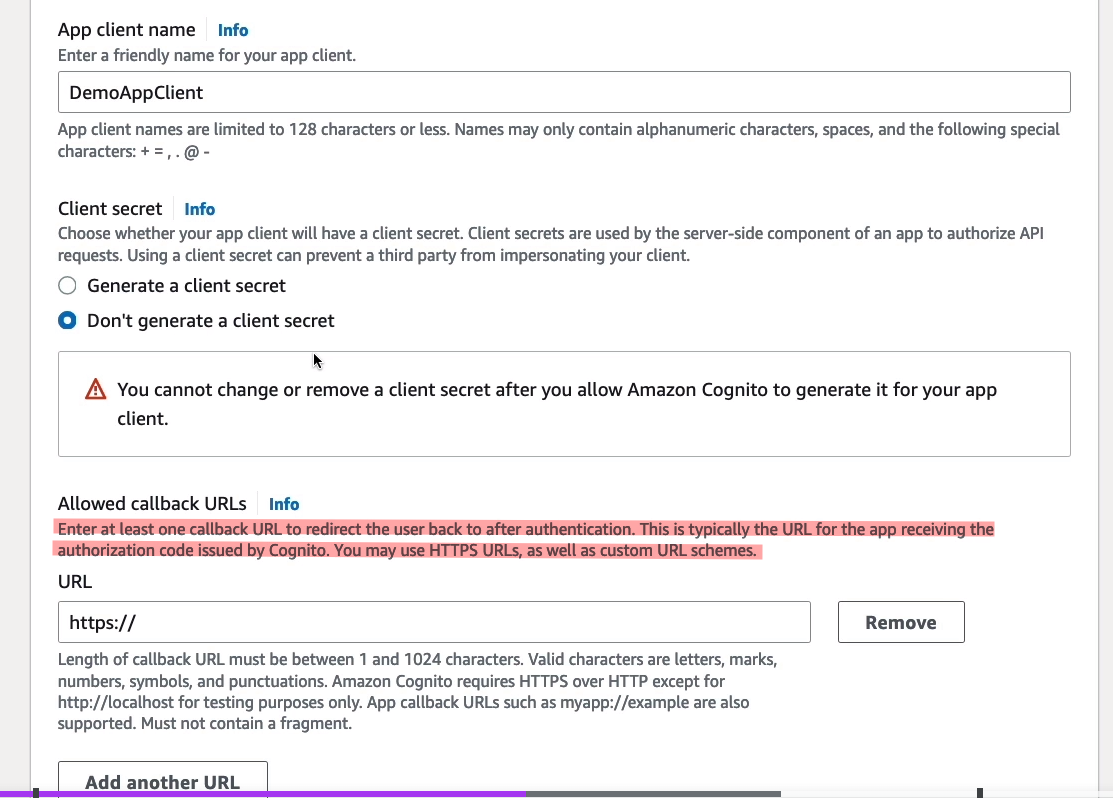 App client name Info
Enter a friendly name for your app client.
DemoAppClient
App client names are limited to 128 characters or less. Names may only contain alphanumeric characters, spaces, and the following special
characters: + = , . @ -
Client secret Info
Choose whether your app client will have a client secret. Client secrets are used by the server-side component of an app to authorize API
requests. Using a client secret can prevent a third party from impersonating your client.
Generate a client secret
Don't generate a client secret
You cannot change or remove a client secret after you allow Amazon Cognito to generate it for your app
client.
Allowed callback URLs Info
Enter at least one callback URL to redirect the user back to after authentication. This is typically the URL for the app receiving the
authorization code issued by Cognito. You may use HTTPS URLs, as well as custom URL schemes.
URL
https:// Remove
Length of callback URL must be between 1 and 1024 characters. Valid characters are letters, marks,
numbers, symbols, and punctuations. Amazon Cognito requires HTTPS over HTTP except for
http://localhost for testing purposes only. App callback URLs such as myapp://example are also
supported. Must not contain a fragment.
Add another URL